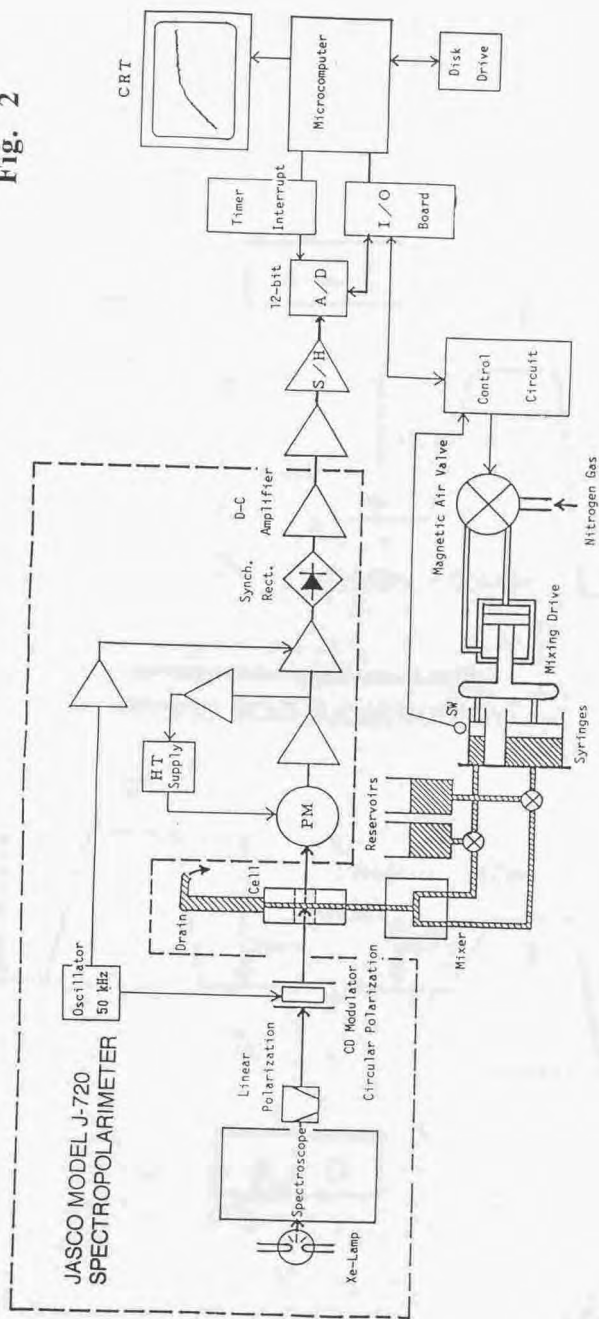 Fig. 2
JASCO MODEL J-720
SPECTROPOLARIMETER
Xe-Lamp
Spectroscope
Linear
Polarization
CD Modulator
Circular Polarization
Oscillator
50 kHz
Drain
Cell
Mixer
PM
HT
Supply
Synch.
Rect.
D-C
Amplifier
S/H
12-bit
A/D
Timer
Interrupt
I/O
Board
Microcomputer
CRT
Disk
Drive
Reservoirs
SW
Syringes
Mixing Drive
Magnetic Air Valve
Nitrogen Gas
Control
Circuit